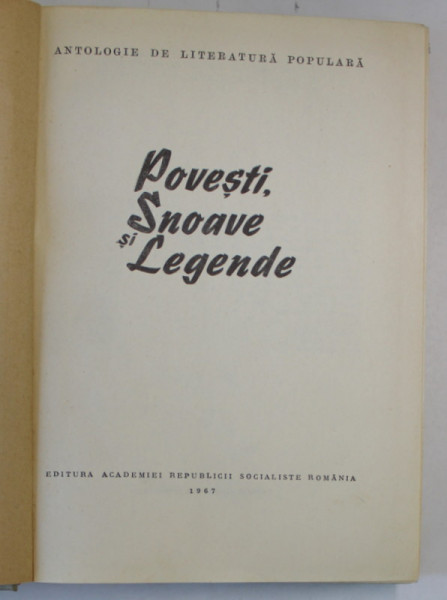 ANTOLOGIE DE LITERATURĂ POPULARĂ
Povești,
Snoave
și Legende
EDITURA ACADEMIEI REPUBLICII SOCIALISTE ROMÂNIA
1967